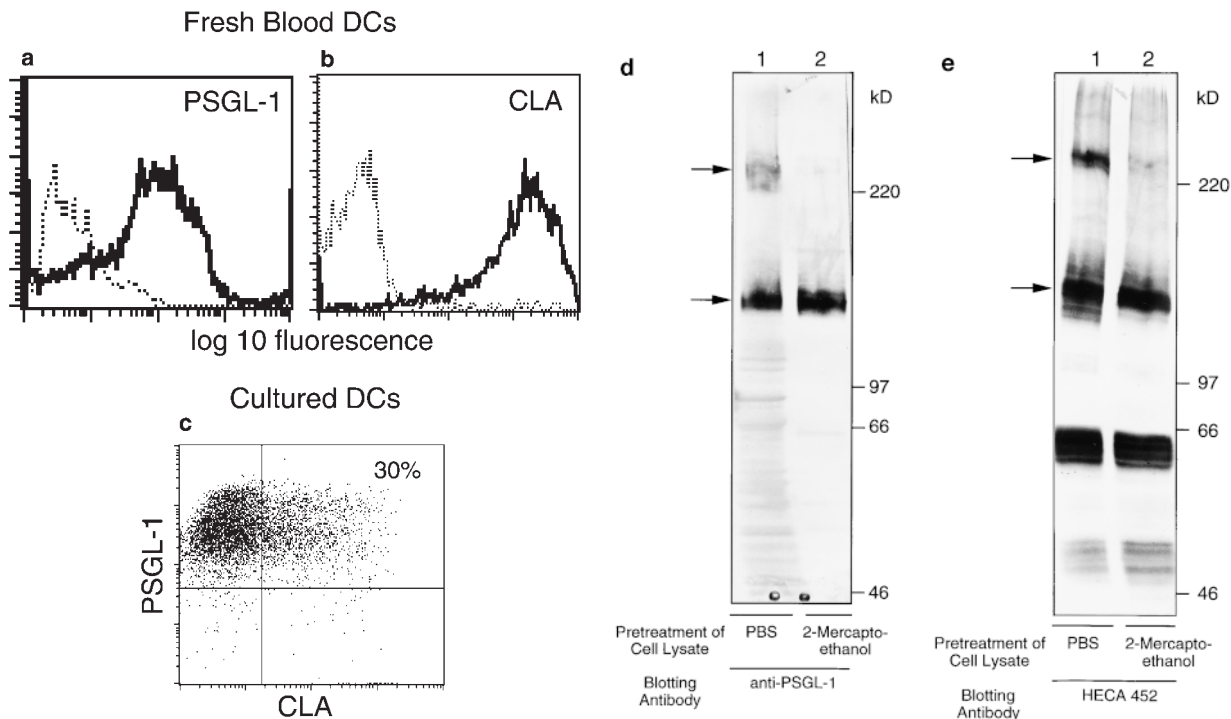 Fresh Blood DCs
a
PSGL-1
b
CLA
log 10 fluorescence
Cultured DCs
c
30%
PSGL-1
CLA
d
1 2
kD
220
97
66
46
Pretreatment of
Cell Lysate
PBS
2-Mercapto-
ethanol
Blotting
Antibody
anti-PSGL-1
e
1 2
kD
220
97
66
46
Pretreatment of
Cell Lysate
PBS
2-Mercapto-
ethanol
Blotting
Antibody
HECA 452